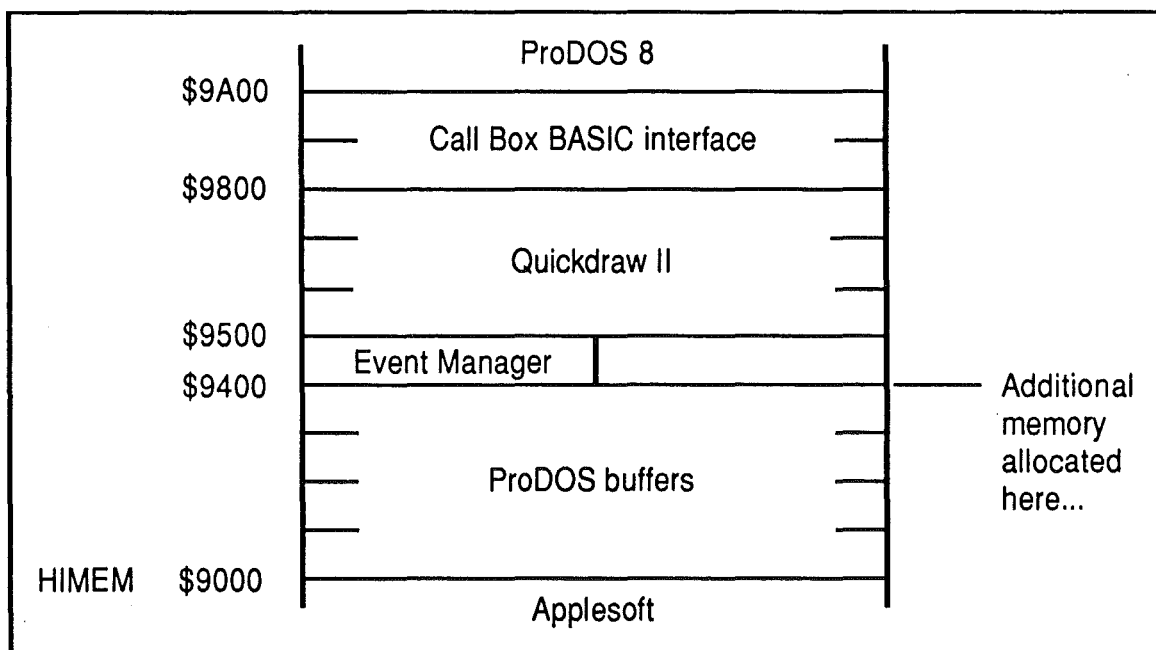 ProDOS 8
$9A00
Call Box BASIC interface
$9800
Quickdraw II
$9500
Event Manager
$9400
Additional
memory
allocated
here...
ProDOS buffers
HIMEM $9000
Applesoft